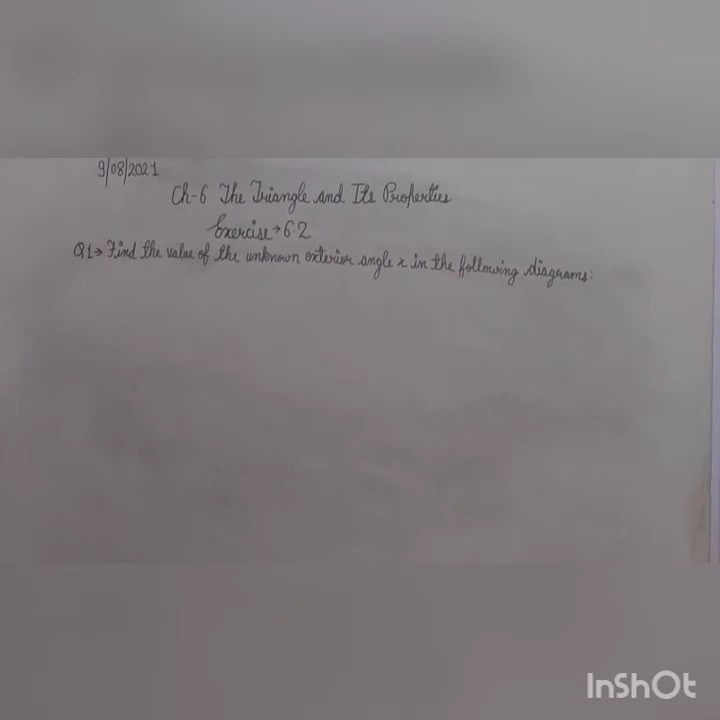 9/08/2021
Ch-6 The Triangle and Its Properties
Exercise → 6.2
Q1→ Find the value of the unknown exterior angle x in the following diagrams:
InShOt